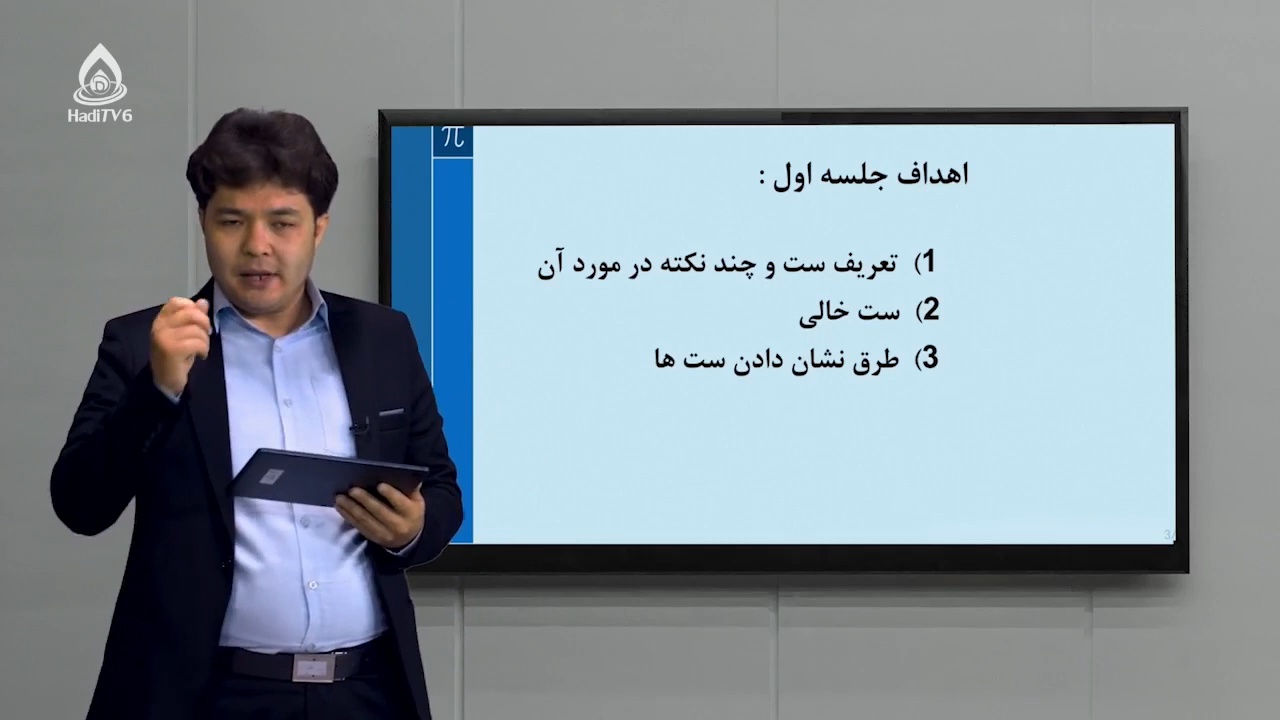 HadiTV6
π
اهداف جلسه اول :
1) تعریف ست و چند نکته در مورد آن
2) ست خالی
3) طرق نشان دادن ست ها
3